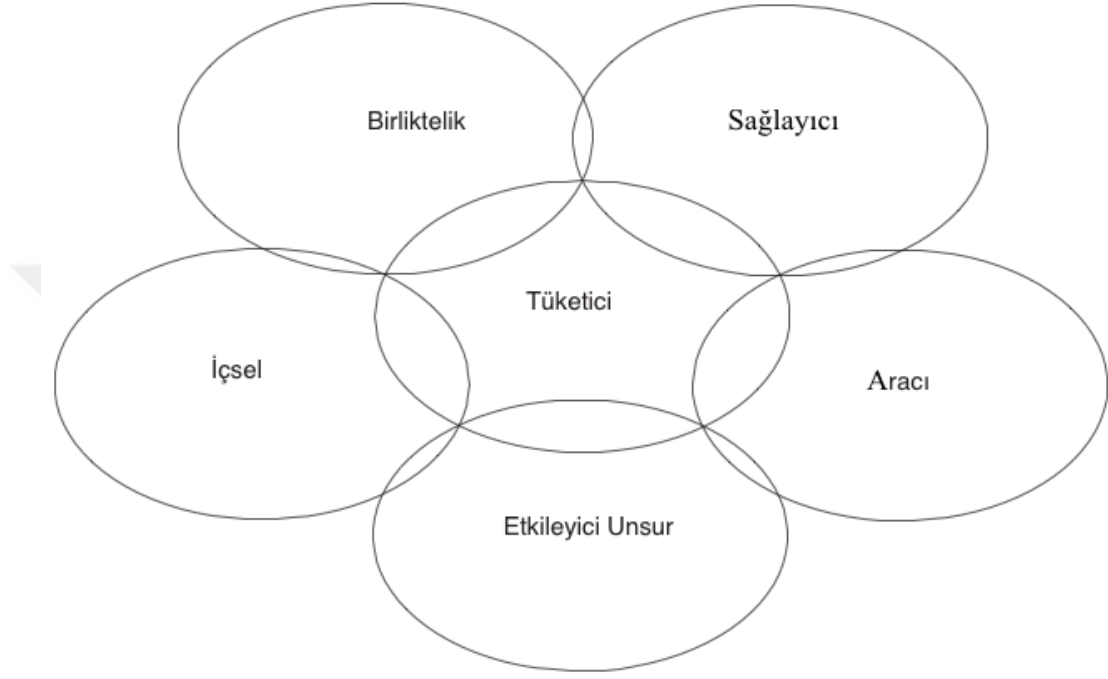 Birliktelik
Sağlayıcı
Tüketici
İçsel
Aracı
Etkileyici Unsur